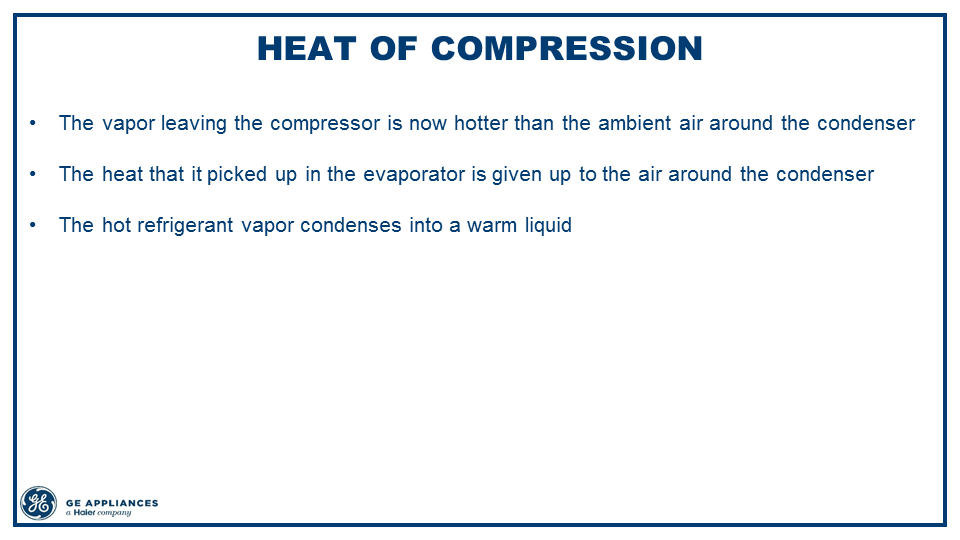 HEAT OF COMPRESSION
• The vapor leaving the compressor is now hotter than the ambient air around the condenser
• The heat that it picked up in the evaporator is given up to the air around the condenser
• The hot refrigerant vapor condenses into a warm liquid
GE
GE APPLIANCES
a Haier company